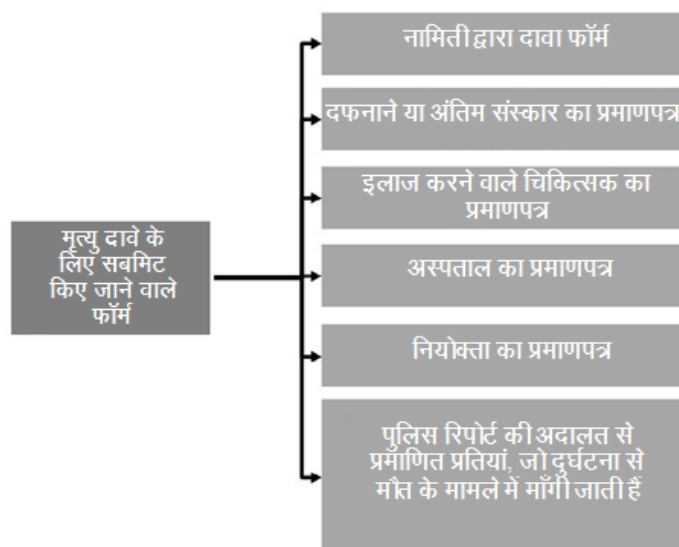 नामिती द्वारा दावा फॉर्म
दफनाने या अंतिम संस्कार का प्रमाणपत्र
इलाज करने वाले चिकित्सक का
प्रमाणपत्र
मृत्यु दावे के
लिए सबमिट
किए जाने वाले
फॉर्म
अस्पताल का प्रमाणपत्र
नियोक्ता का प्रमाणपत्र
पुलिस रिपोर्ट की अदालत से
प्रमाणित प्रतियां, जो दुर्घटना से
मौत के मामले में माँगी जाती हैं